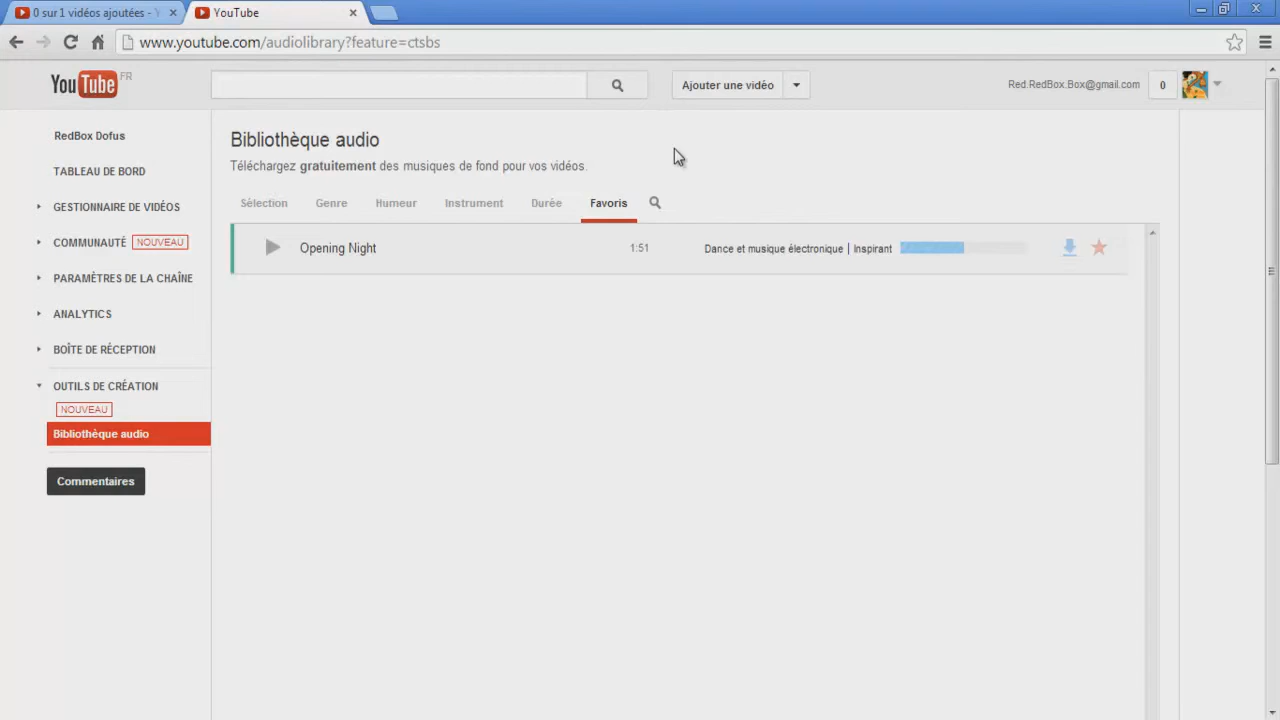 0 sur 1 vidéos ajoutées -
YouTube
www.youtube.com/audiolibrary?feature=ctsbs
YouTube FR
Ajouter une vidéo
Red.RedBox.Box@gmail.com
0
RedBox Dofus
TABLEAU DE BORD
GESTIONNAIRE DE VIDÉOS
COMMUNAUTÉ NOUVEAU
PARAMÈTRES DE LA CHAÎNE
ANALYTICS
BOÎTE DE RÉCEPTION
OUTILS DE CRÉATION
NOUVEAU
Bibliothèque audio
Commentaires
Bibliothèque audio
Téléchargez gratuitement des musiques de fond pour vos vidéos.
Sélection Genre Humeur Instrument Durée Favoris
Opening Night 1:51 Dance et musique électronique | Inspirant